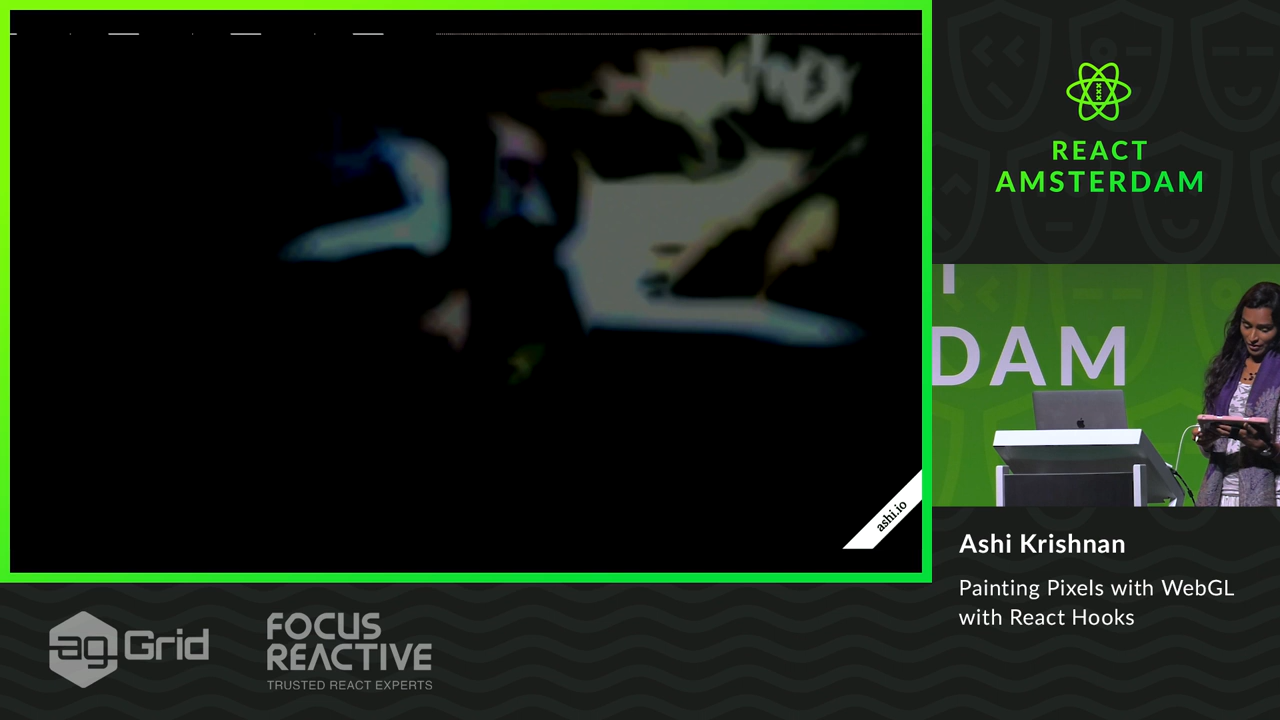 ashi.io
REACT
AMSTERDAM
DAM
Ashi Krishnan
Painting Pixels with WebGL
with React Hooks
ag Grid
FOCUS
REACTIVE
TRUSTED REACT EXPERTS